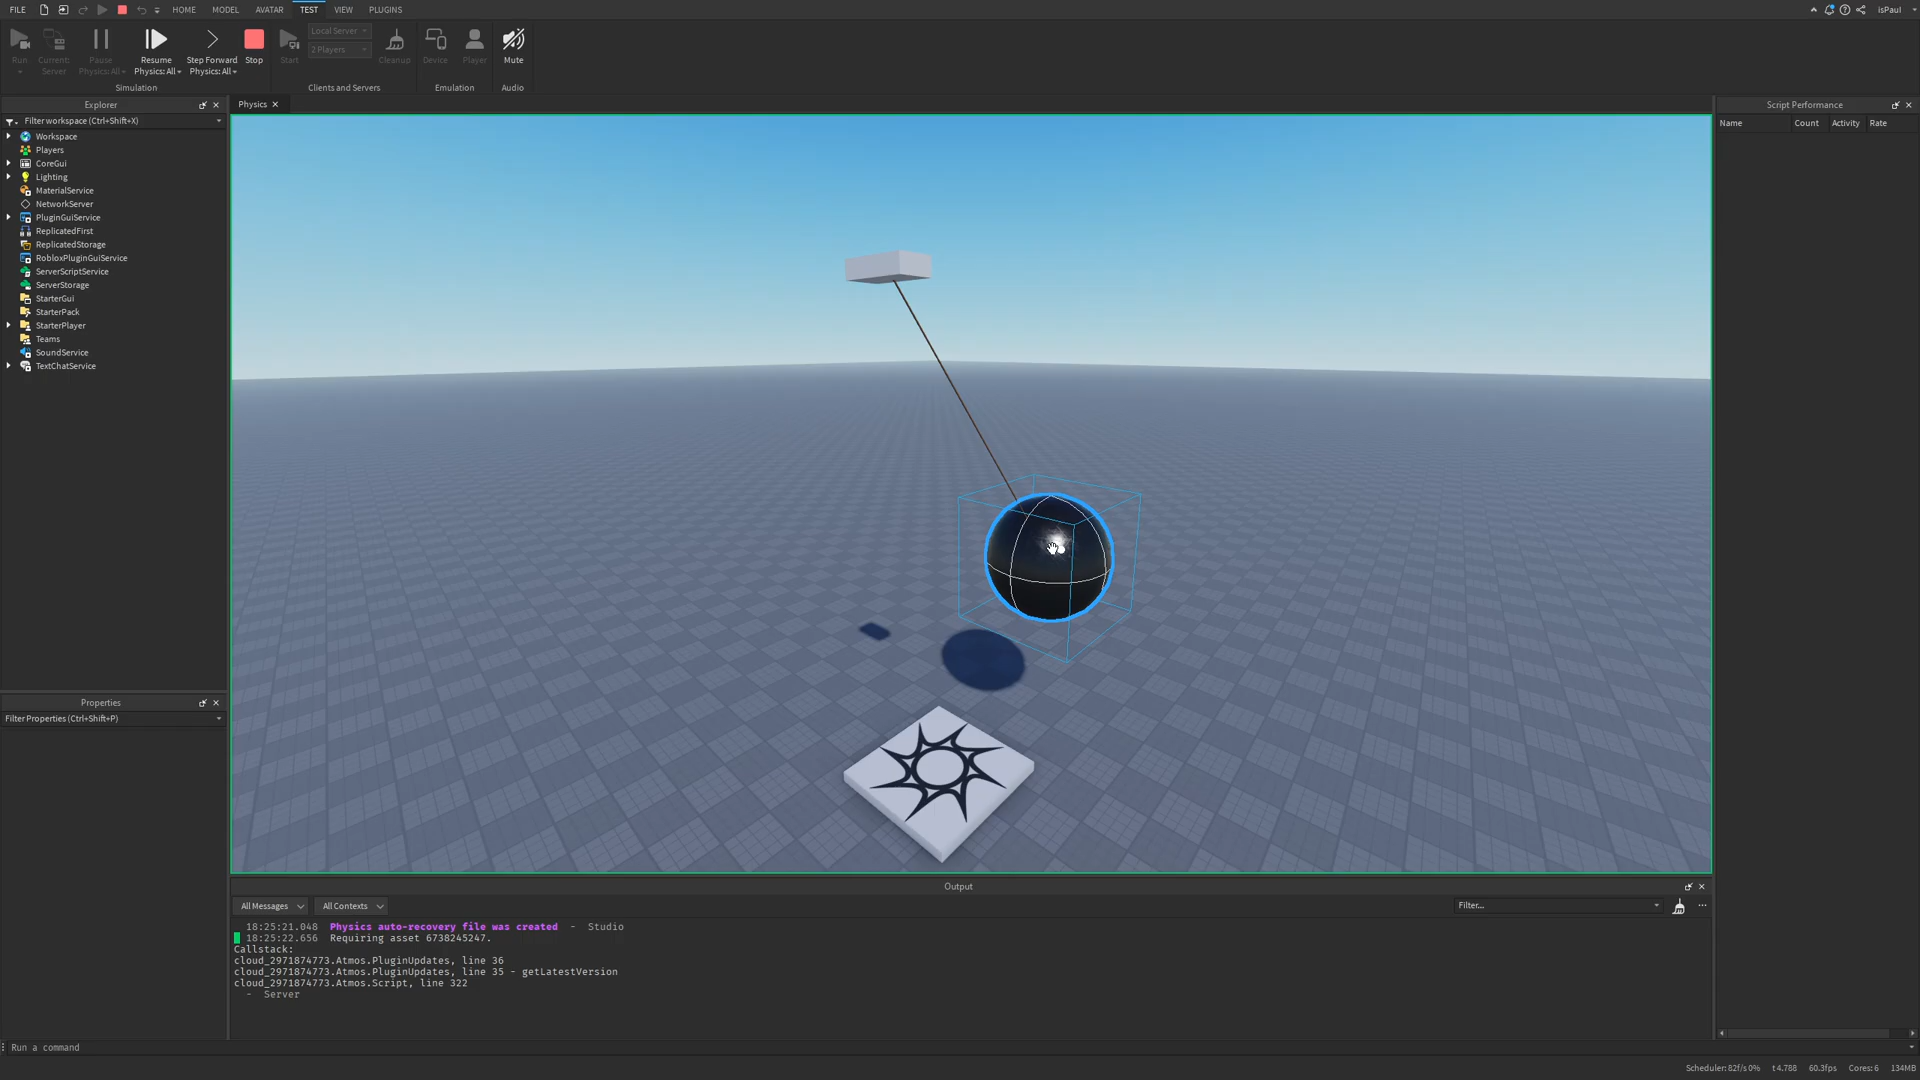 FILE
HOME
MODEL
AVATAR
TEST
VIEW
PLUGINS
isPaul
Run
Current:
Server
Pause
Physics: All
Resume
Physics: All
Step Forward
Physics: All
Stop
Simulation
Start
Local Server
2 Players
Cleanup
Clients and Servers
Device
Player
Emulation
Mute
Audio
Explorer
Filter workspace (Ctrl+Shift+X)
Workspace
Players
CoreGui
Lighting
MaterialService
NetworkServer
PluginGuiService
ReplicatedFirst
ReplicatedStorage
RobloxPluginGuiService
ServerScriptService
ServerStorage
StarterGui
StarterPack
StarterPlayer
Teams
SoundService
TextChatService
Properties
Filter Properties (Ctrl+Shift+P)
Physics
Script Performance
Name Count Activity Rate
Output
All Messages
All Contexts
Filter...
18:25:21.048 Physics auto-recovery file was created - Studio
18:25:22.656 Requiring asset 6738245247.
Callstack:
cloud_2971874773.Atmos.PluginUpdates, line 36
cloud_2971874773.Atmos.PluginUpdates, line 35 - getLatestVersion
cloud_2971874773.Atmos.Script, line 322
- Server
Run a command
Scheduler: 82f/s 0% t 4.788 60.3fps Cores: 6 134MB